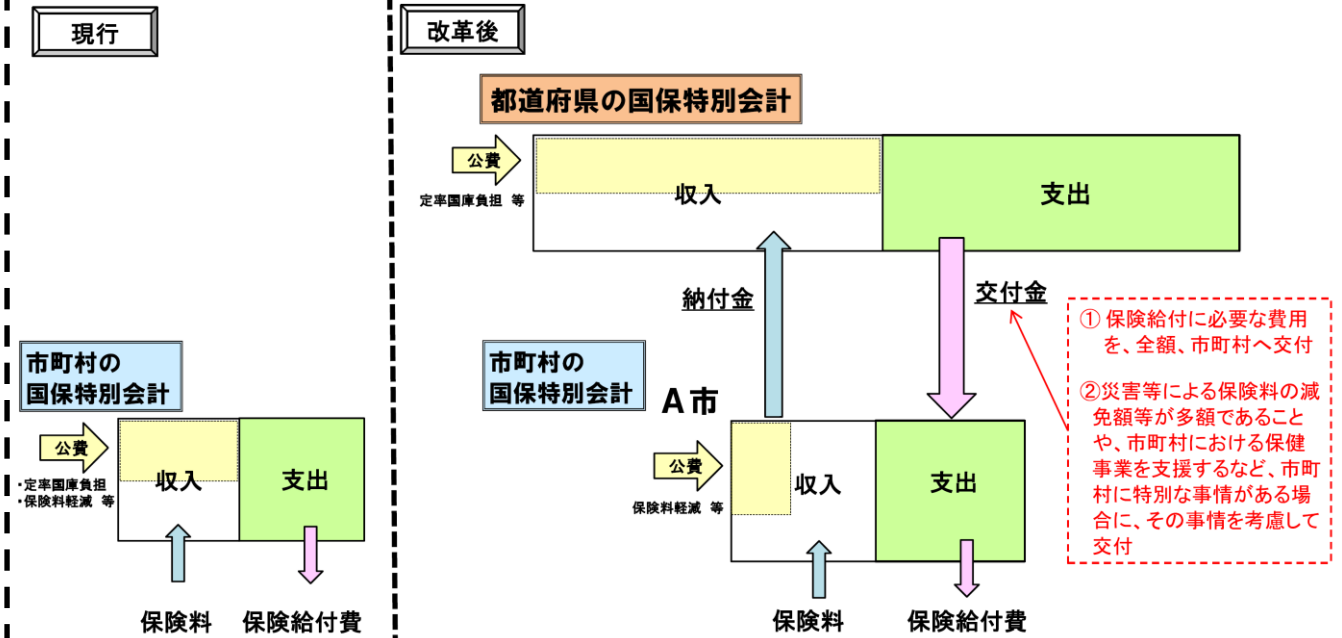 現行
市町村の
国保特別会計
公費
・定率国庫負担
・保険料軽減 等
収入
支出
保険料
保険給付費
改革後
都道府県の国保特別会計
公費
定率国庫負担 等
収入
支出
納付金
交付金
① 保険給付に必要な費用
を、全額、市町村へ交付
②災害等による保険料の減
免額等が多額であること
や、市町村における保健
事業を支援するなど、市町
村に特別な事情がある場
合に、その事情を考慮して
交付
市町村の
国保特別会計
A市
公費
保険料軽減 等
収入
支出
保険料
保険給付費